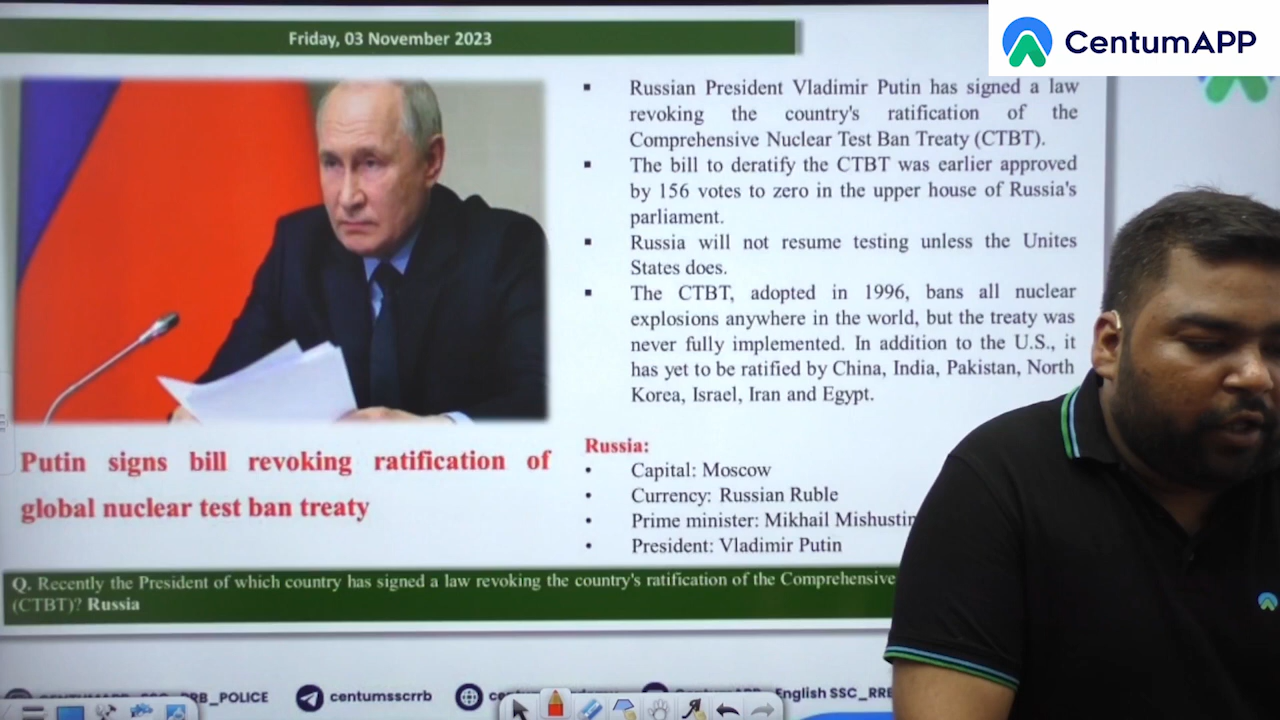 Friday, 03 November 2023
CentumAPP
Russian President Vladimir Putin has signed a law
revoking the country's ratification of the
Comprehensive Nuclear Test Ban Treaty (CTBT).
The bill to deratify the CTBT was earlier approved
by 156 votes to zero in the upper house of Russia's
parliament.
Russia will not resume testing unless the Unites
States does.
The CTBT, adopted in 1996, bans all nuclear
explosions anywhere in the world, but the treaty was
never fully implemented. In addition to the U.S., it
has yet to be ratified by China, India, Pakistan, North
Korea, Israel, Iran and Egypt.
Putin signs bill revoking ratification of
global nuclear test ban treaty
Russia:
Capital: Moscow
Currency: Russian Ruble
Prime minister: Mikhail Mishustin
President: Vladimir Putin
Q. Recently the President of which country has signed a law revoking the country's ratification of the Comprehensive
(CTBT)? Russia
centumsscrrb
English SSC_RRB